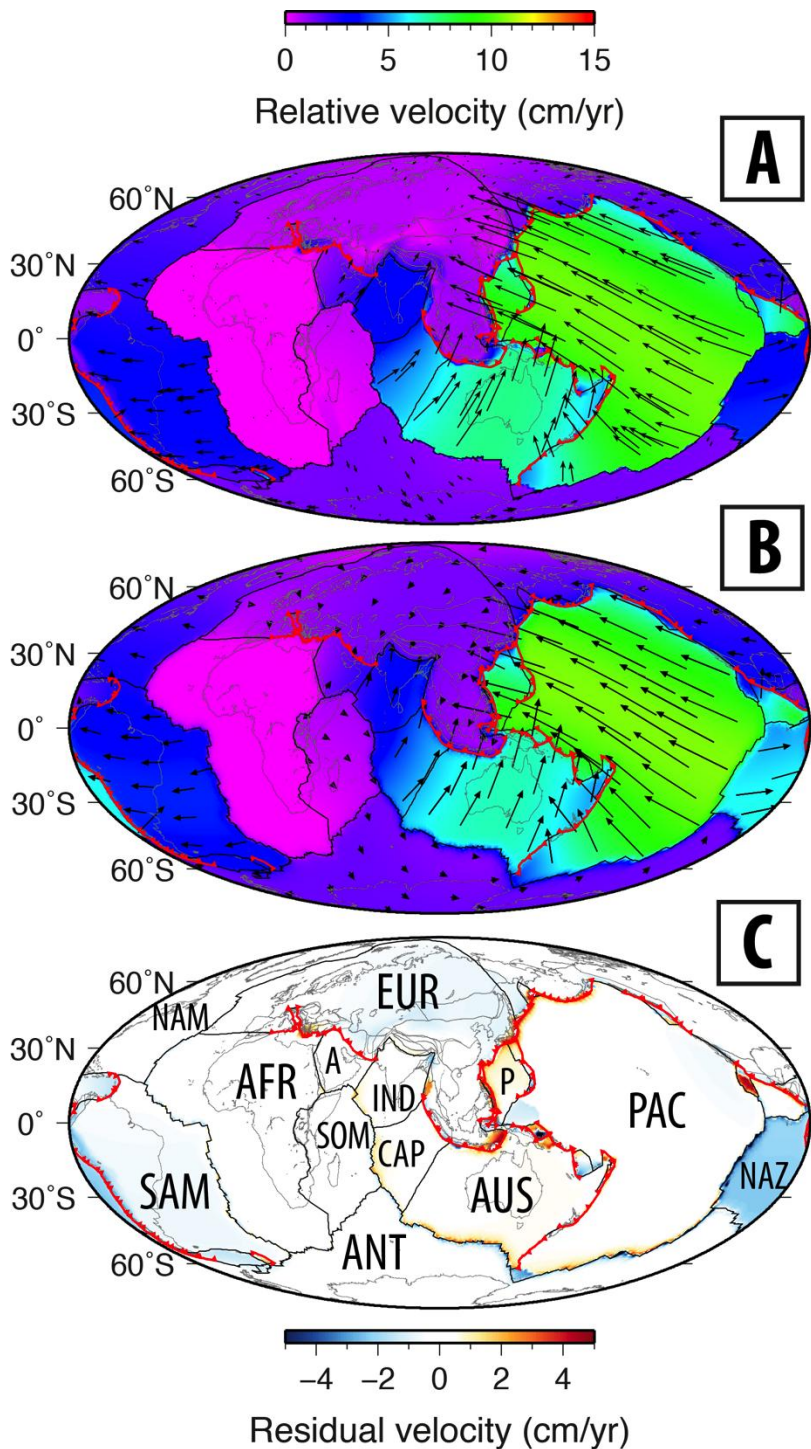 0 5 10 15
Relative velocity (cm/yr)
A
60°N
30°N
0°
30°S
60°S
B
60°N
30°N
0°
30°S
60°S
C
60°N
30°N
0°
30°S
60°S
NAM
EUR
AFR
A
IND
P
PAC
SOM
CAP
SAM
AUS
NAZ
ANT
−4 −2 0 2 4
Residual velocity (cm/yr)